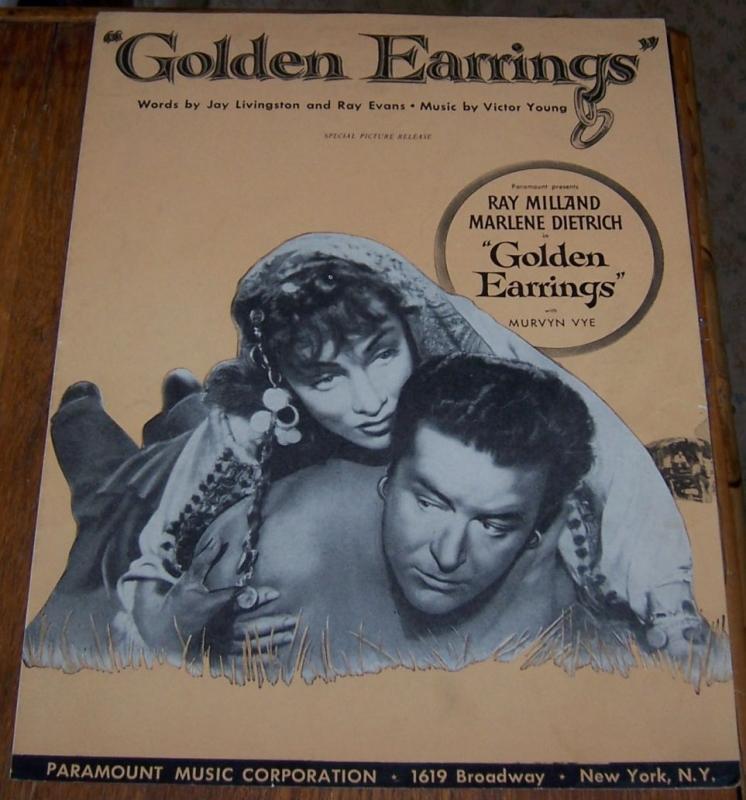 "Golden Earrings"
Words by Jay Livingston and Ray Evans • Music by Victor Young
SPECIAL PICTURE RELEASE
Paramount presents
RAY MILLAND
MARLENE DIETRICH
in
"Golden
Earrings"
with
MURVYN VYE
PARAMOUNT MUSIC CORPORATION • 1619 Broadway • New York, N.Y.